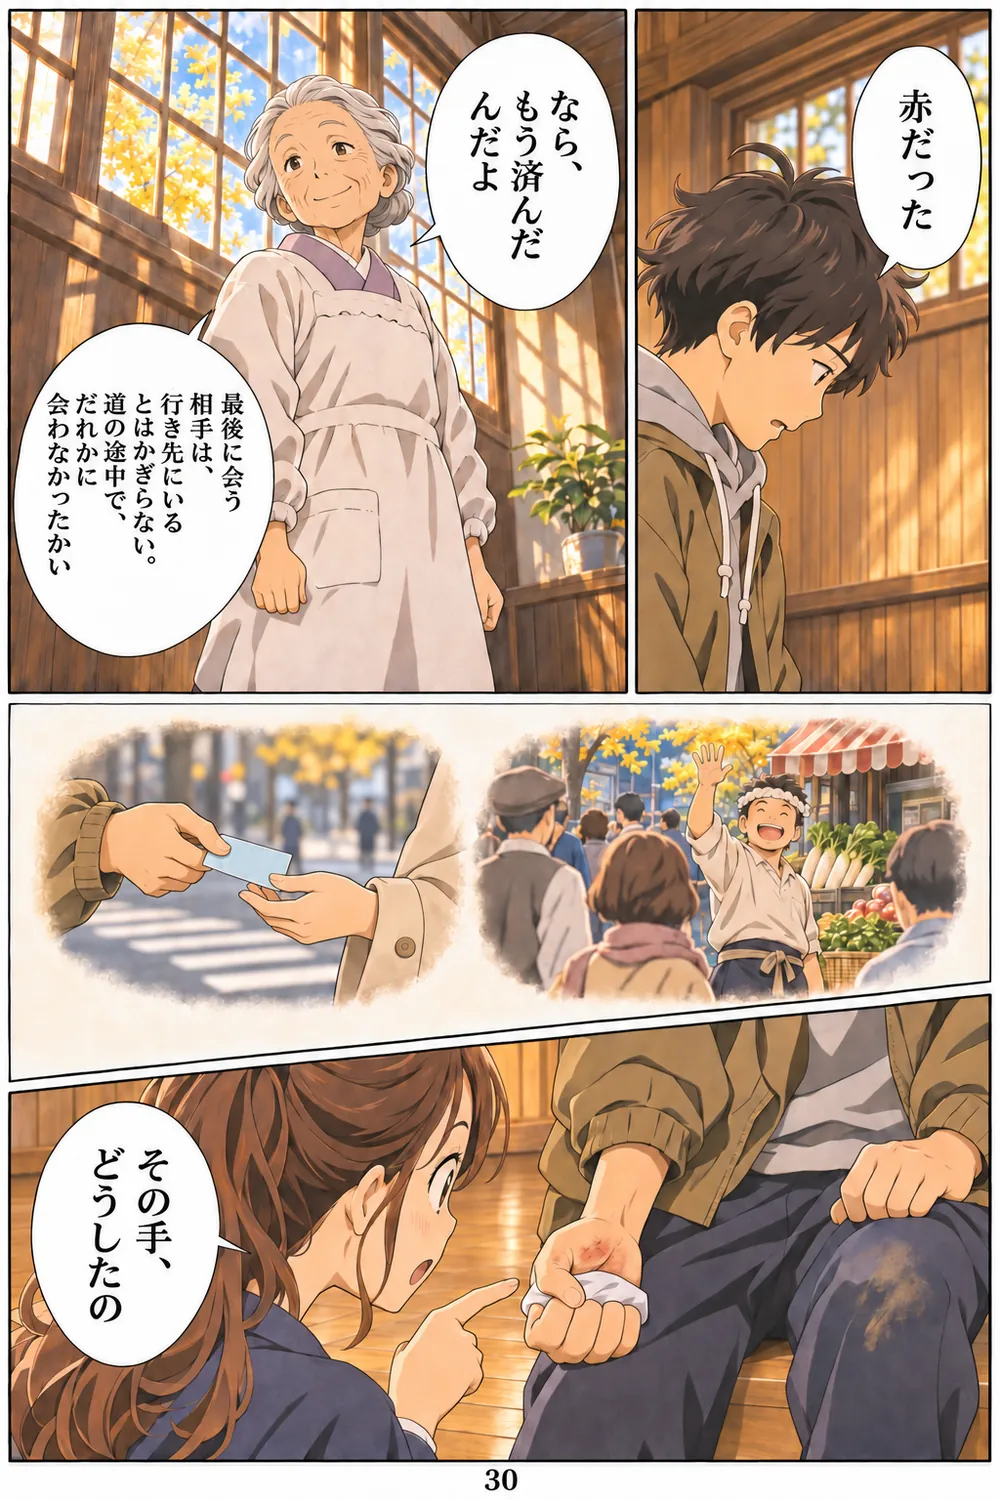 赤だった
なら、
もう済んだ
んだよ
最後に会う
相手は、
行き先にいる
とはかぎらない。
道の途中で、
だれかに
会わなかったかい
その手、
どうしたの
30